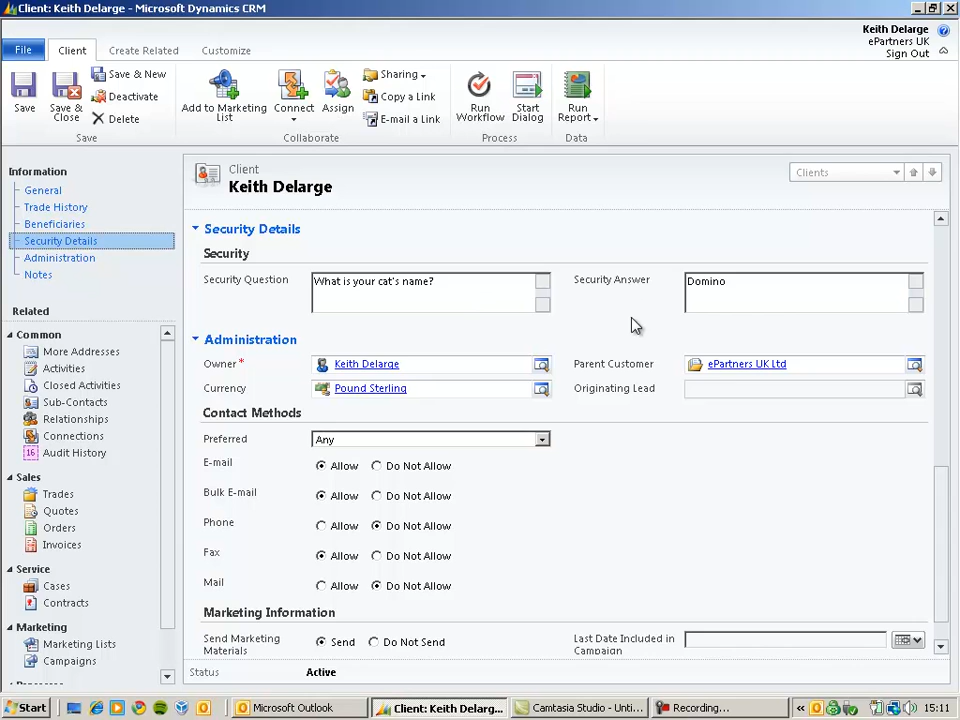 Client: Keith Delarge - Microsoft Dynamics CRM
File
Client
Create Related
Customize
Keith Delarge
ePartners UK
Sign Out
Save
Save & Close
Save & New
Deactivate
Delete
Save
Add to Marketing List
Connect
Assign
Sharing
Copy a Link
E-mail a Link
Collaborate
Run Workflow
Start Dialog
Process
Run Report
Data
Information
General
Trade History
Beneficiaries
Security Details
Administration
Notes
Related
Common
More Addresses
Activities
Closed Activities
Sub-Contacts
Relationships
Connections
16 Audit History
Sales
Trades
Quotes
Orders
Invoices
Service
Cases
Contracts
Marketing
Marketing Lists
Campaigns
Client
Keith Delarge
Clients
Security Details
Security
Security Question What is your cat's name? Security Answer Domino
Administration
Owner* Keith Delarge Parent Customer ePartners UK Ltd
Currency Pound Sterling Originating Lead
Contact Methods
Preferred Any
E-mail Allow Do Not Allow
Bulk E-mail Allow Do Not Allow
Phone Allow Do Not Allow
Fax Allow Do Not Allow
Mail Allow Do Not Allow
Marketing Information
Send Marketing Materials Send Do Not Send Last Date Included in Campaign
Status Active
Start
Microsoft Outlook
Client: Keith Delarg...
Camtasia Studio - Unti...
Recording...
15:11